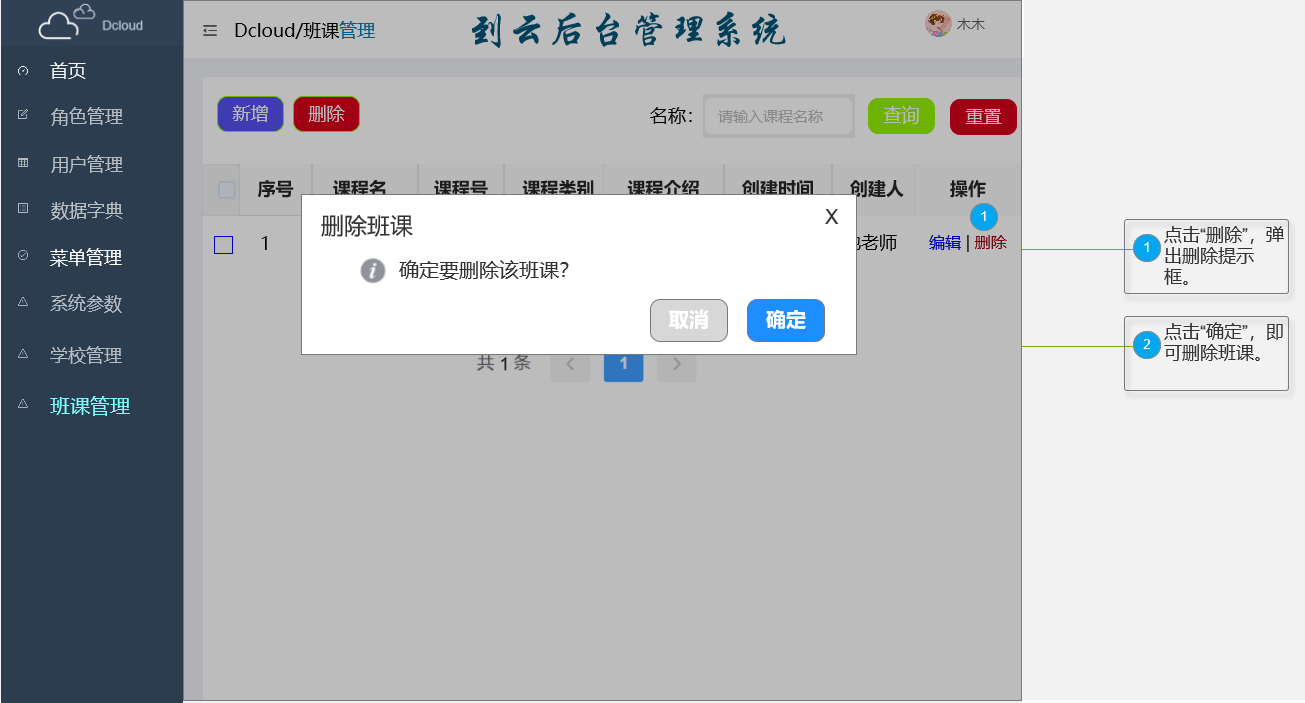 Dcloud
Dcloud/班课管理
到云后台管理系统
木木
首页
角色管理
用户管理
数据字典
菜单管理
系统参数
学校管理
班课管理
新增
删除
名称：
请输入课程名称
查询
重置
序号
课程名
课程号
课程类别
课程介绍
创建时间
创建人
操作
1
1
老师
编辑 | 删除
删除班课
X
确定要删除该班课？
取消
确定
共 1 条
1
1
点击“删除”，弹
出删除提示
框。
2
点击“确定”，即
可删除班课。